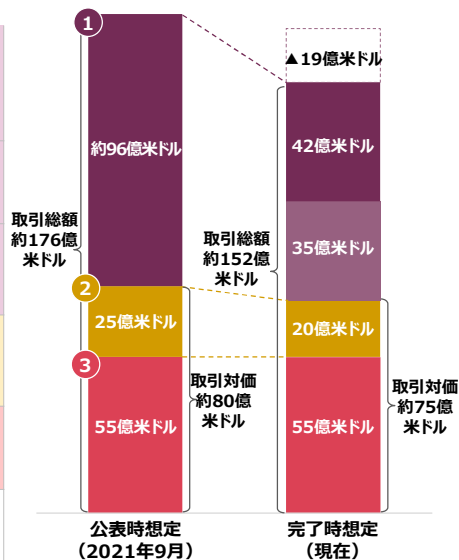 1
▲19億米ドル
約96億米ドル
42億米ドル
取引総額
約176億
米ドル
取引総額
約152億
米ドル
35億米ドル
2
25億米ドル
20億米ドル
3
取引対価
約80億
米ドル
取引対価
約75億
米ドル
55億米ドル
55億米ドル
公表時想定
（2021年9月）
完了時想定
（現在）